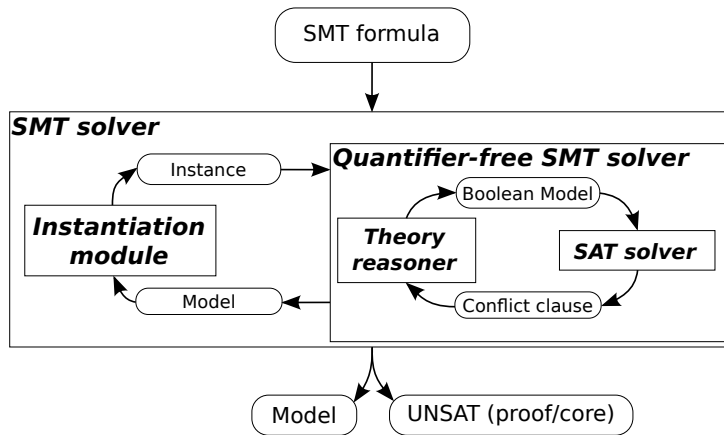 SMT formula
SMT solver
Instance
Quantifier-free SMT solver
Boolean Model
Instantiation
module
Theory
reasoner
SAT solver
Model
Conflict clause
Model
UNSAT (proof/core)